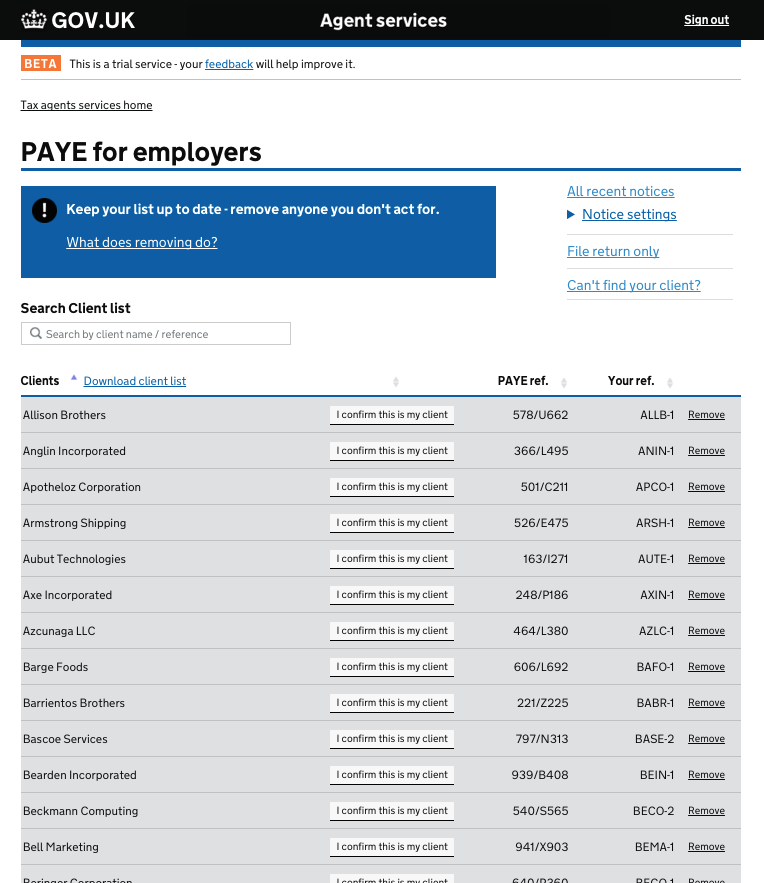 GOV.UK Agent services Sign out
BETA This is a trial service - your feedback will help improve it.
Tax agents services home
PAYE for employers
Keep your list up to date - remove anyone you don't act for.
What does removing do?
All recent notices
Notice settings
File return only
Can't find your client?
Search Client list
Search by client name / reference
Clients Download client list PAYE ref. Your ref.
Allison Brothers I confirm this is my client 578/U662 ALLB-1 Remove
Anglin Incorporated I confirm this is my client 366/L495 ANIN-1 Remove
Apotheloz Corporation I confirm this is my client 501/C211 APCO-1 Remove
Armstrong Shipping I confirm this is my client 526/E475 ARSH-1 Remove
Aubut Technologies I confirm this is my client 163/I271 AUTE-1 Remove
Axe Incorporated I confirm this is my client 248/P186 AXIN-1 Remove
Azcunaga LLC I confirm this is my client 464/L380 AZLC-1 Remove
Barge Foods I confirm this is my client 606/L692 BAFO-1 Remove
Barrientos Brothers I confirm this is my client 221/Z225 BABR-1 Remove
Bascoe Services I confirm this is my client 797/N313 BASE-2 Remove
Bearden Incorporated I confirm this is my client 939/B408 BEIN-1 Remove
Beckmann Computing I confirm this is my client 540/S565 BECO-2 Remove
Bell Marketing I confirm this is my client 941/X903 BEMA-1 Remove
Corporation I confirm this is my client BECO-1 Remove